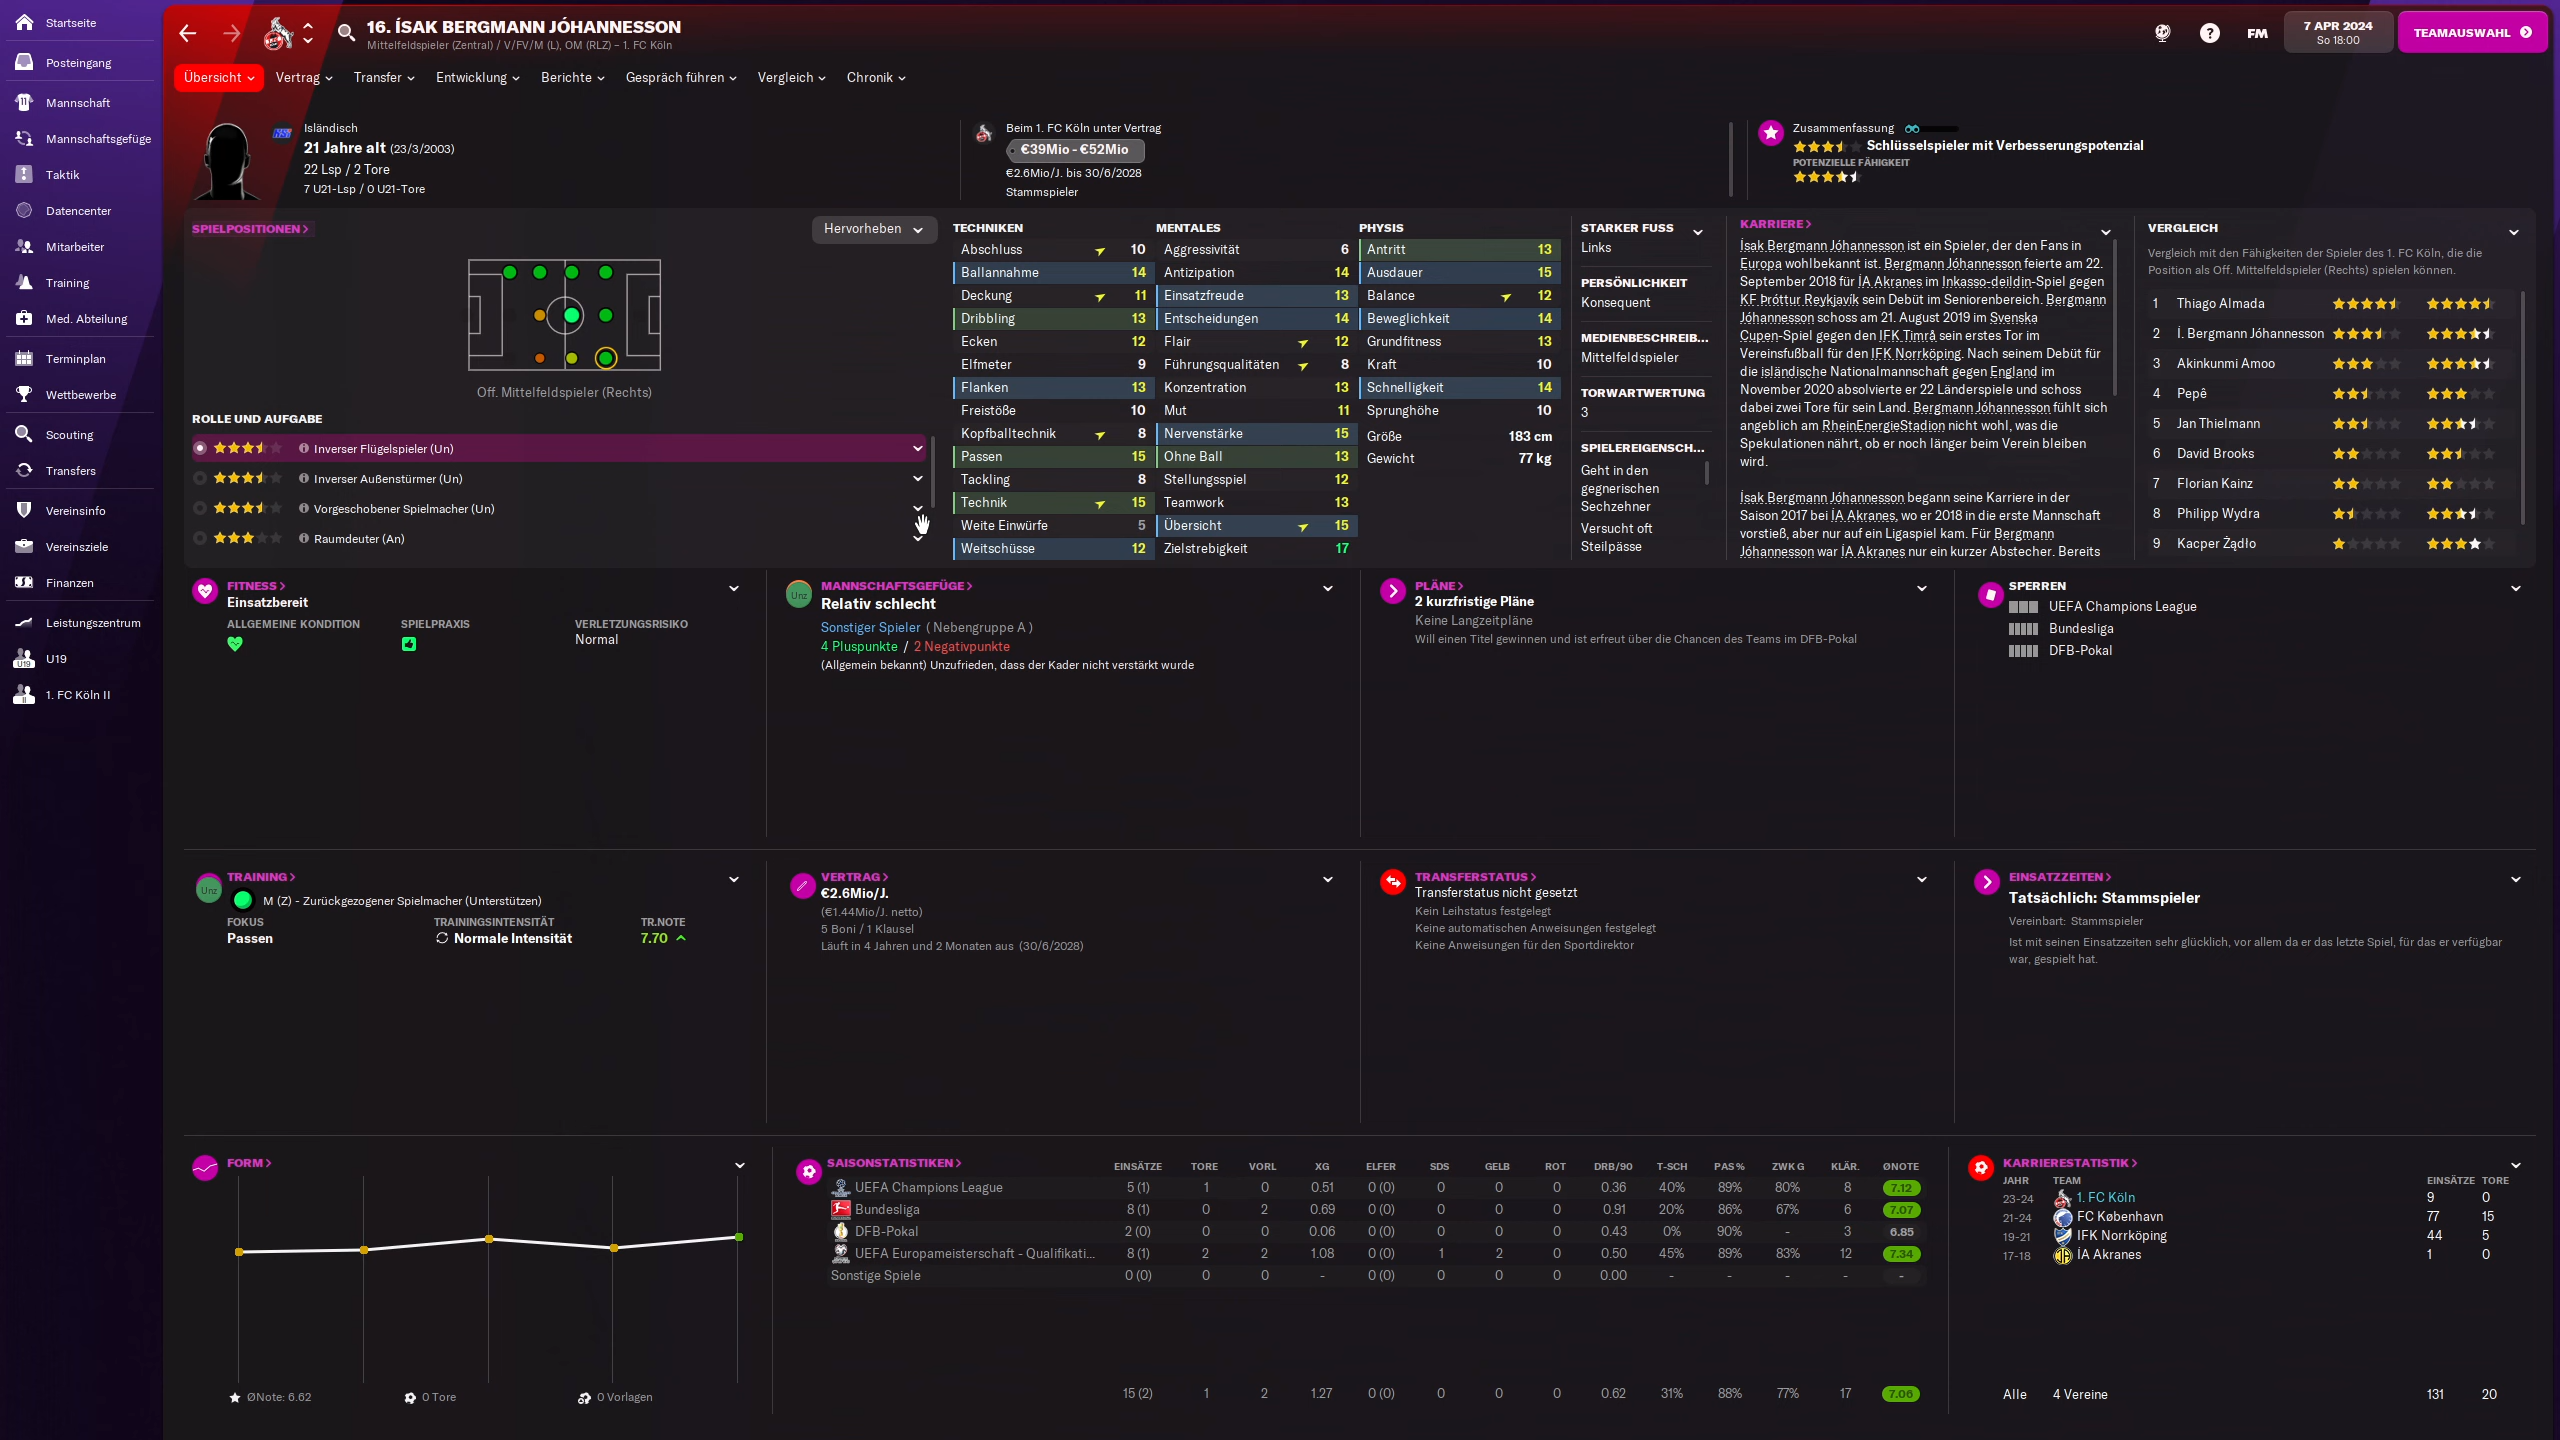 Startseite
Posteingang
Mannschaft
Mannschaftsgefüge
Taktik
Datencenter
Mitarbeiter
Training
Med. Abteilung
Terminplan
Wettbewerbe
Scouting
Transfers
Vereinsinfo
Vereinsziele
Finanzen
Leistungszentrum
U19
1. FC Köln II
16. ÍSAK BERGMANN JÓHANNESSON
Mittelfeldspieler (Zentral) / V/FV/M (L), OM (RLZ) – 1. FC Köln
FM
7 APR 2024
So 18:00
TEAMAUSWAHL
Übersicht Vertrag Transfer Entwicklung Berichte Gespräch führen Vergleich Chronik
Isländisch
21 Jahre alt (23/3/2003)
22 Lsp / 2 Tore
7 U21-Lsp / 0 U21-Tore
Beim 1. FC Köln unter Vertrag
€39Mio - €52Mio
€2.6Mio/J. bis 30/6/2028
Stammspieler
Zusammenfassung
Schlüsselspieler mit Verbesserungspotenzial
POTENZIELLE FÄHIGKEIT
SPIELPOSITIONEN
Hervorheben
Off. Mittelfeldspieler (Rechts)
ROLLE UND AUFGABE
Inverser Flügelspieler (Un)
Inverser Außenstürmer (Un)
Vorgeschobener Spielmacher (Un)
Raumdeuter (An)
TECHNIKEN
Abschluss 10
Ballannahme 14
Deckung 11
Dribbling 13
Ecken 12
Elfmeter 9
Flanken 13
Freistöße 10
Kopfballtechnik 8
Passen 15
Tackling 8
Technik 15
Weite Einwürfe 5
Weitschüsse 12
MENTALES
Aggressivität 6
Antizipation 14
Einsatzfreude 13
Entscheidungen 14
Flair 12
Führungsqualitäten 8
Konzentration 13
Mut 11
Nervenstärke 15
Ohne Ball 13
Stellungsspiel 12
Teamwork 13
Übersicht 15
Zielstrebigkeit 17
PHYSIS
Antritt 13
Ausdauer 15
Balance 12
Beweglichkeit 14
Grundfitness 13
Kraft 10
Schnelligkeit 14
Sprunghöhe 10
Größe 183 cm
Gewicht 77 kg
STARKER FUSS
Links
PERSÖNLICHKEIT
Konsequent
MEDIENBESCHREIB...
Mittelfeldspieler
TORWARTWERTUNG
3
SPIELEREIGENSCH...
Geht in den
gegnerischen
Sechzehner
Versucht oft
Steilpässe
KARRIERE
Ísak Bergmann Jóhannesson ist ein Spieler, der den Fans in
Europa wohlbekannt ist. Bergmann Jóhannesson feierte am 22.
September 2018 für ÍA Akranes im Inkasso-deildin-Spiel gegen
KF Þróttur Reykjavík sein Debüt im Seniorenbereich. Bergmann
Jóhannesson schoss am 21. August 2019 im Svenska
Cupen-Spiel gegen den IFK Timrå sein erstes Tor im
Vereinsfußball für den IFK Norrköping. Nach seinem Debüt für
die isländische Nationalmannschaft gegen England im
November 2020 absolvierte er 22 Länderspiele und schoss
dabei zwei Tore für sein Land. Bergmann Jóhannesson fühlt sich
angeblich am RheinEnergieStadion nicht wohl, was die
Spekulationen nährt, ob er noch länger beim Verein bleiben
wird.
Ísak Bergmann Jóhannesson begann seine Karriere in der
Saison 2017 bei ÍA Akranes, wo er 2018 in die erste Mannschaft
vorstieß, aber nur auf ein Ligaspiel kam. Für Bergmann
Jóhannesson war ÍA Akranes nur ein kurzer Abstecher. Bereits
VERGLEICH
Vergleich mit den Fähigkeiten der Spieler des 1. FC Köln, die die
Position als Off. Mittelfeldspieler (Rechts) spielen können.
1 Thiago Almada
2 Í. Bergmann Jóhannesson
3 Akinkunmi Amoo
4 Pepê
5 Jan Thielmann
6 David Brooks
7 Florian Kainz
8 Philipp Wydra
9 Kacper Żądło
FITNESS
Einsatzbereit
ALLGEMEINE KONDITION SPIELPRAXIS VERLETZUNGSRISIKO
Normal
Unz
MANNSCHAFTSGEFÜGE
Relativ schlecht
Sonstiger Spieler ( Nebengruppe A )
4 Pluspunkte / 2 Negativpunkte
(Allgemein bekannt) Unzufrieden, dass der Kader nicht verstärkt wurde
PLÄNE
2 kurzfristige Pläne
Keine Langzeitpläne
Will einen Titel gewinnen und ist erfreut über die Chancen des Teams im DFB-Pokal
SPERREN
UEFA Champions League
Bundesliga
DFB-Pokal
Unz
TRAINING
M (Z) - Zurückgezogener Spielmacher (Unterstützen)
FOKUS TRAININGSINTENSITÄT TR.NOTE
Passen Normale Intensität 7.70
VERTRAG
€2.6Mio/J.
(€1.44Mio/J. netto)
5 Boni / 1 Klausel
Läuft in 4 Jahren und 2 Monaten aus (30/6/2028)
TRANSFERSTATUS
Transferstatus nicht gesetzt
Kein Leihstatus festgelegt
Keine automatischen Anweisungen festgelegt
Keine Anweisungen für den Sportdirektor
EINSATZZEITEN
Tatsächlich: Stammspieler
Vereinbart: Stammspieler
Ist mit seinen Einsatzzeiten sehr glücklich, vor allem da er das letzte Spiel, für das er verfügbar
war, gespielt hat.
FORM
ØNote: 6.62 0 Tore 0 Vorlagen
SAISONSTATISTIKEN EINSÄTZE TORE VORL XG ELFER SDS GELB ROT DRB/90 T-SCH PAS % ZWK G KLÄR. ØNOTE
UEFA Champions League 5 (1) 1 0 0.51 0 (0) 0 0 0 0.36 40% 89% 80% 8 7.12
Bundesliga 8 (1) 0 2 0.69 0 (0) 0 0 0 0.91 20% 86% 67% 6 7.07
DFB-Pokal 2 (0) 0 0 0.06 0 (0) 0 0 0 0.43 0% 90% - 3 6.85
UEFA Europameisterschaft - Qualifikati... 8 (1) 2 2 1.08 0 (0) 1 2 0 0.50 45% 89% 83% 12 7.34
Sonstige Spiele 0 (0) 0 0 - 0 (0) 0 0 0 0.00 - - - - -
15 (2) 1 2 1.27 0 (0) 0 0 0 0.62 31% 88% 77% 17 7.06
KARRIERESTATISTIK
JAHR TEAM EINSÄTZE TORE
23-24 1. FC Köln 9 0
21-24 FC København 77 15
19-21 IFK Norrköping 44 5
17-18 ÍA Akranes 1 0
Alle 4 Vereine 131 20